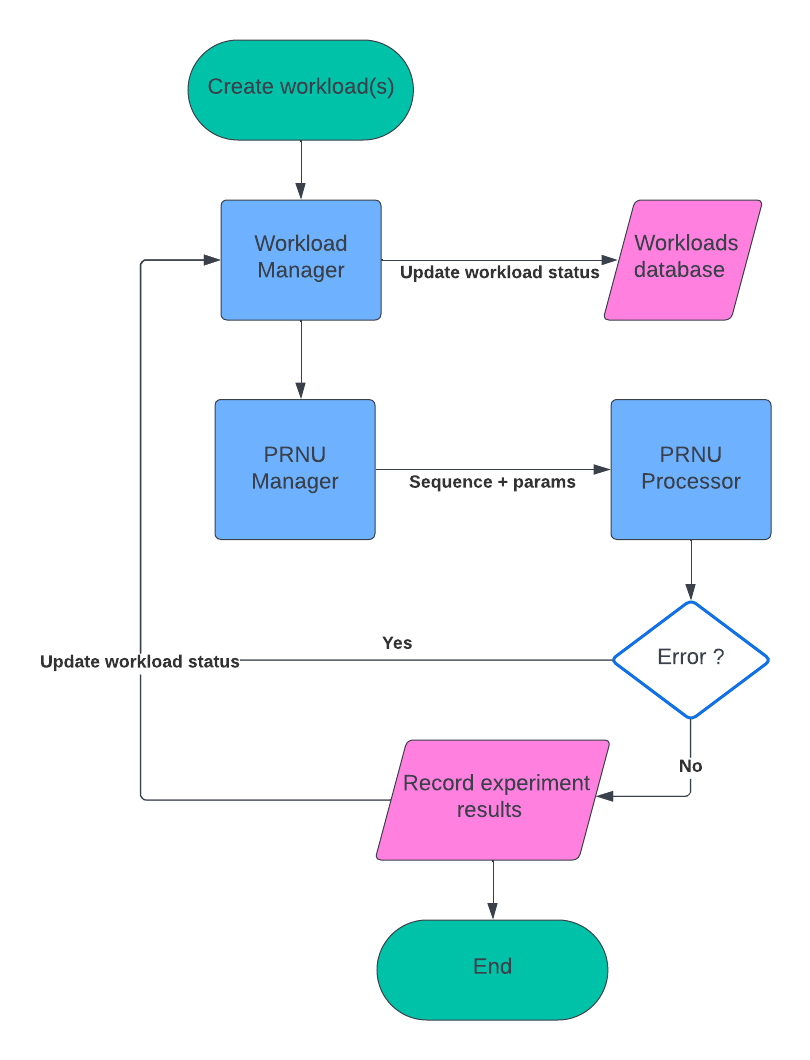 Create workload(s)
Workload
Manager
Workloads
database
Update workload status
PRNU
Manager
PRNU
Processor
Sequence + params
Error ?
Yes
Update workload status
No
Record experiment
results
End